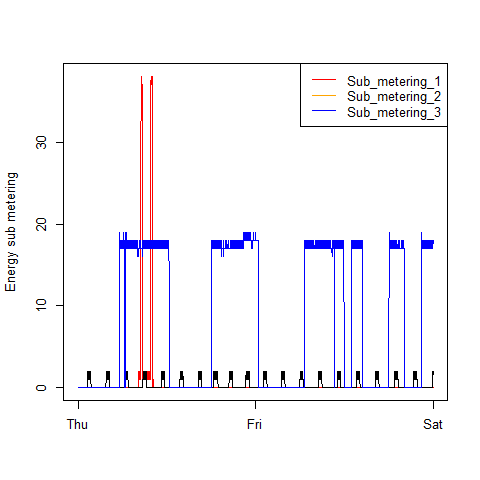 Sub_metering_1
Sub_metering_2
Sub_metering_3
Energy sub metering
30
20
10
0
Thu
Fri
Sat